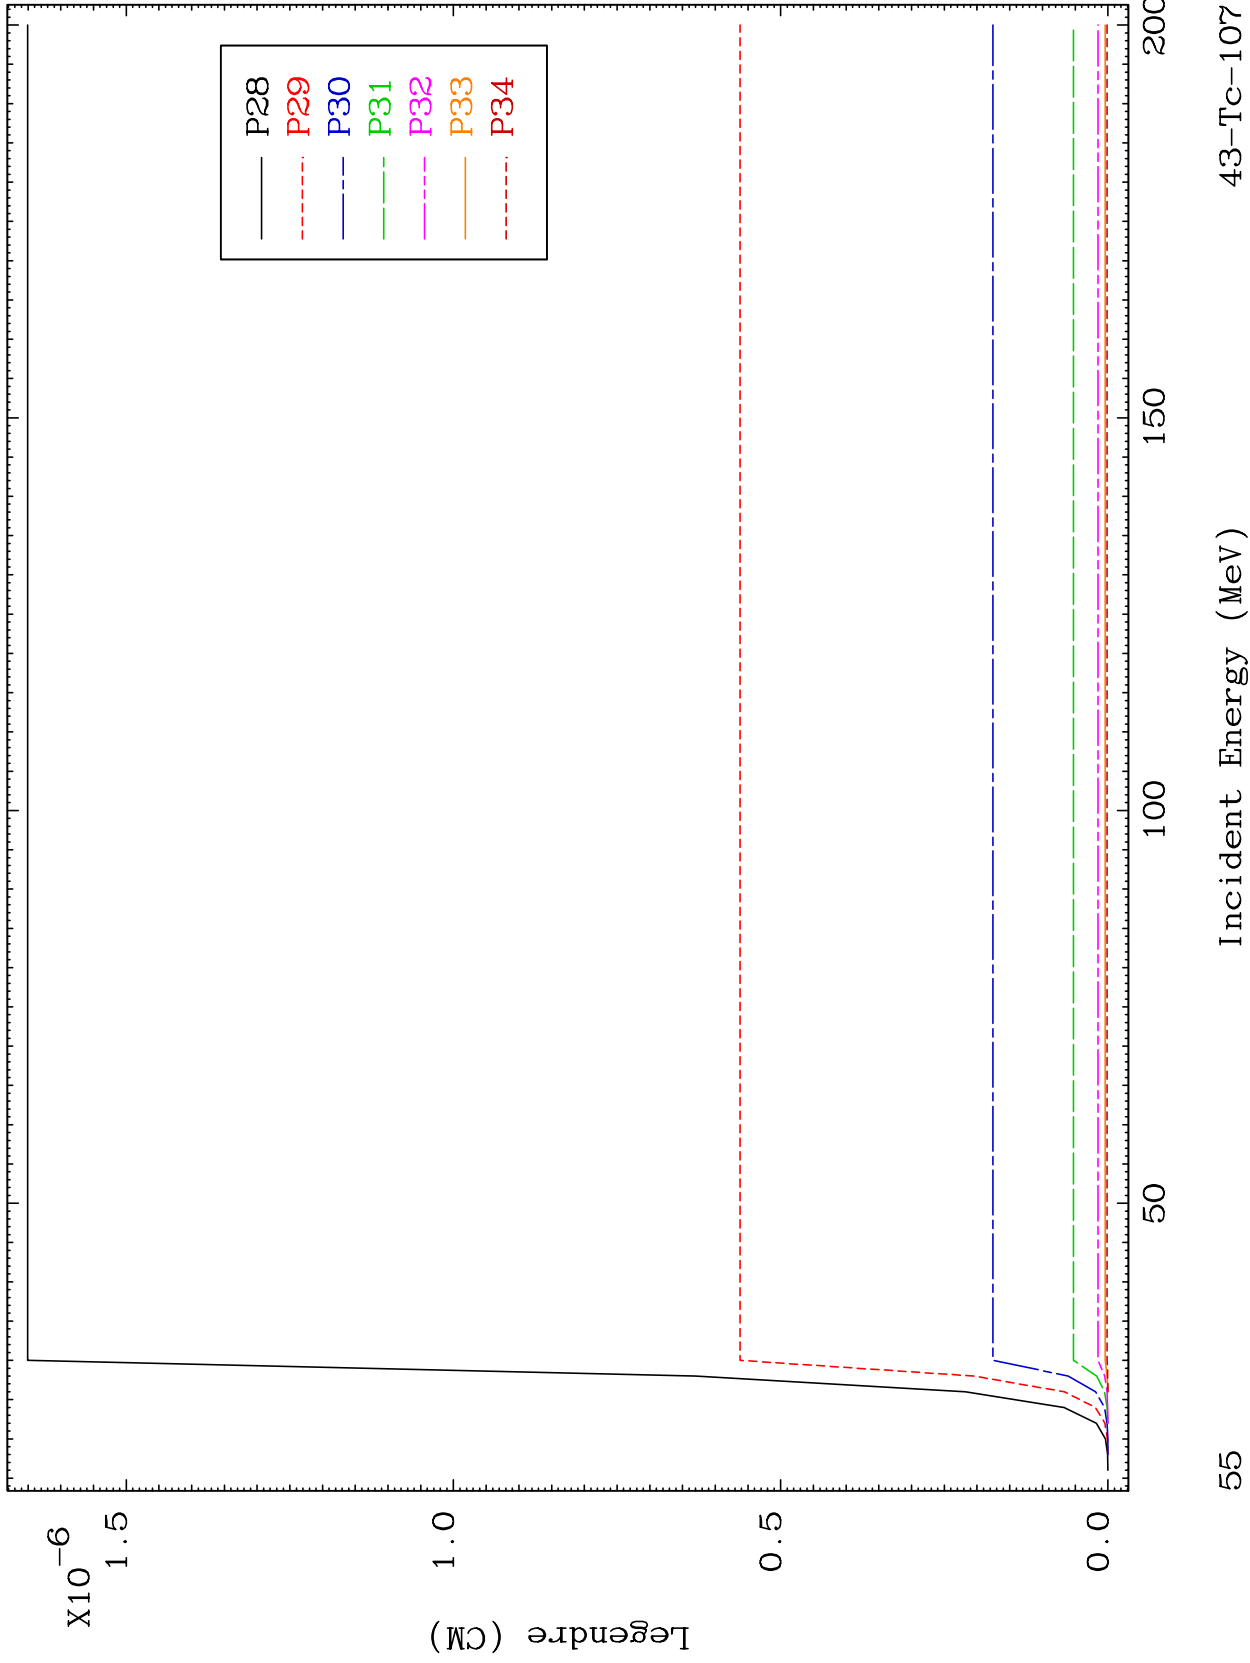 X10-6
1.5
1.0
0.5
0.0
Legendre (CM)
P28
P29
P30
P31
P32
P33
P34
50
100
150
200
Incident Energy (MeV)
55
43-Tc-107